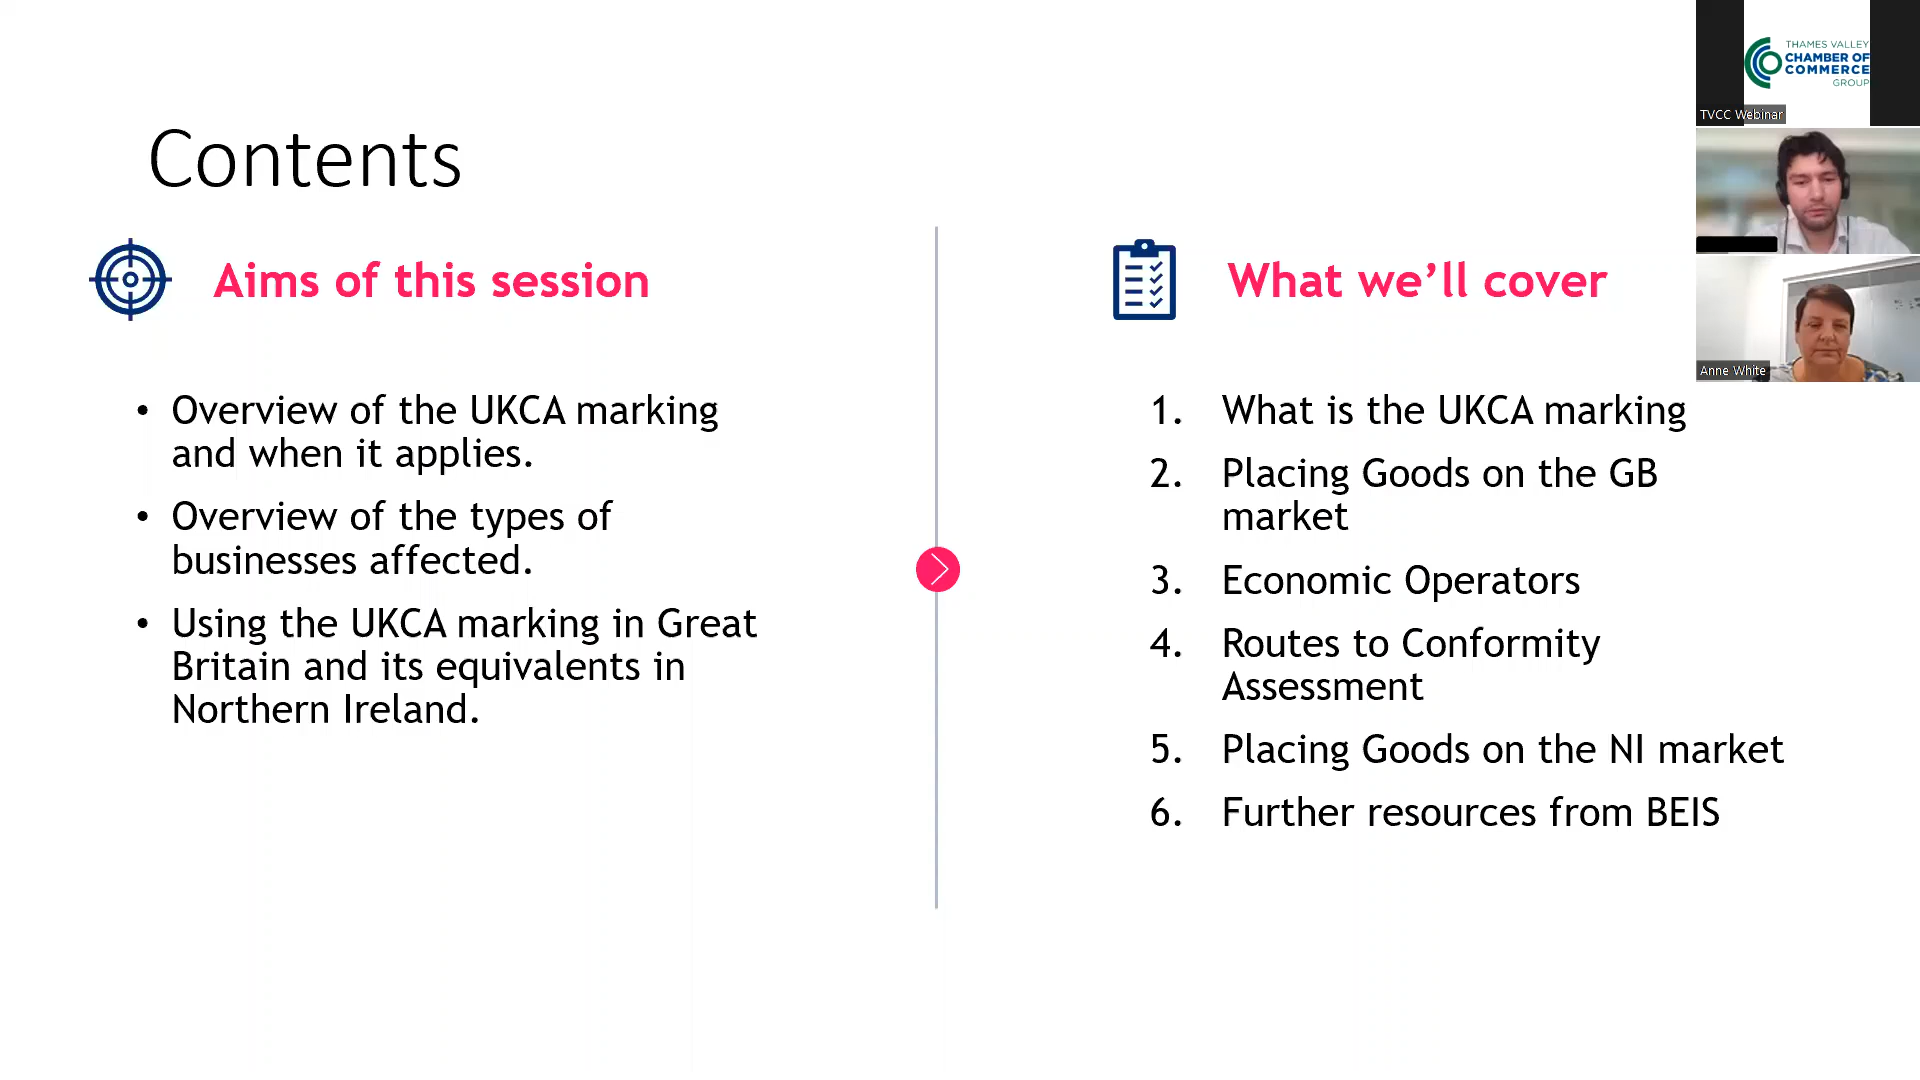 Contents
Aims of this session
• Overview of the UKCA marking
and when it applies.
• Overview of the types of
businesses affected.
• Using the UKCA marking in Great
Britain and its equivalents in
Northern Ireland.
What we’ll cover
1. What is the UKCA marking
2. Placing Goods on the GB
market
3. Economic Operators
4. Routes to Conformity
Assessment
5. Placing Goods on the NI market
6. Further resources from BEIS
THAMES VALLEY
CHAMBER OF
COMMERCE
GROUP
TVCC Webinar
Anne White